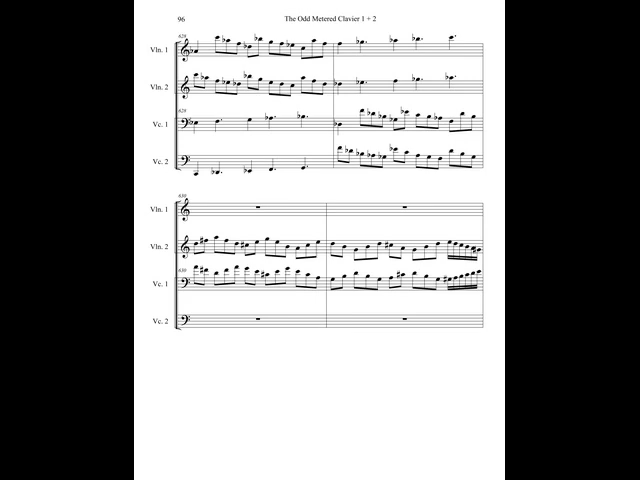 96
The Odd Metered Clavier 1 + 2
628
Vln. 1
Vln. 2
628
Vc. 1
Vc. 2
630
Vln. 1
Vln. 2
630
Vc. 1
Vc. 2